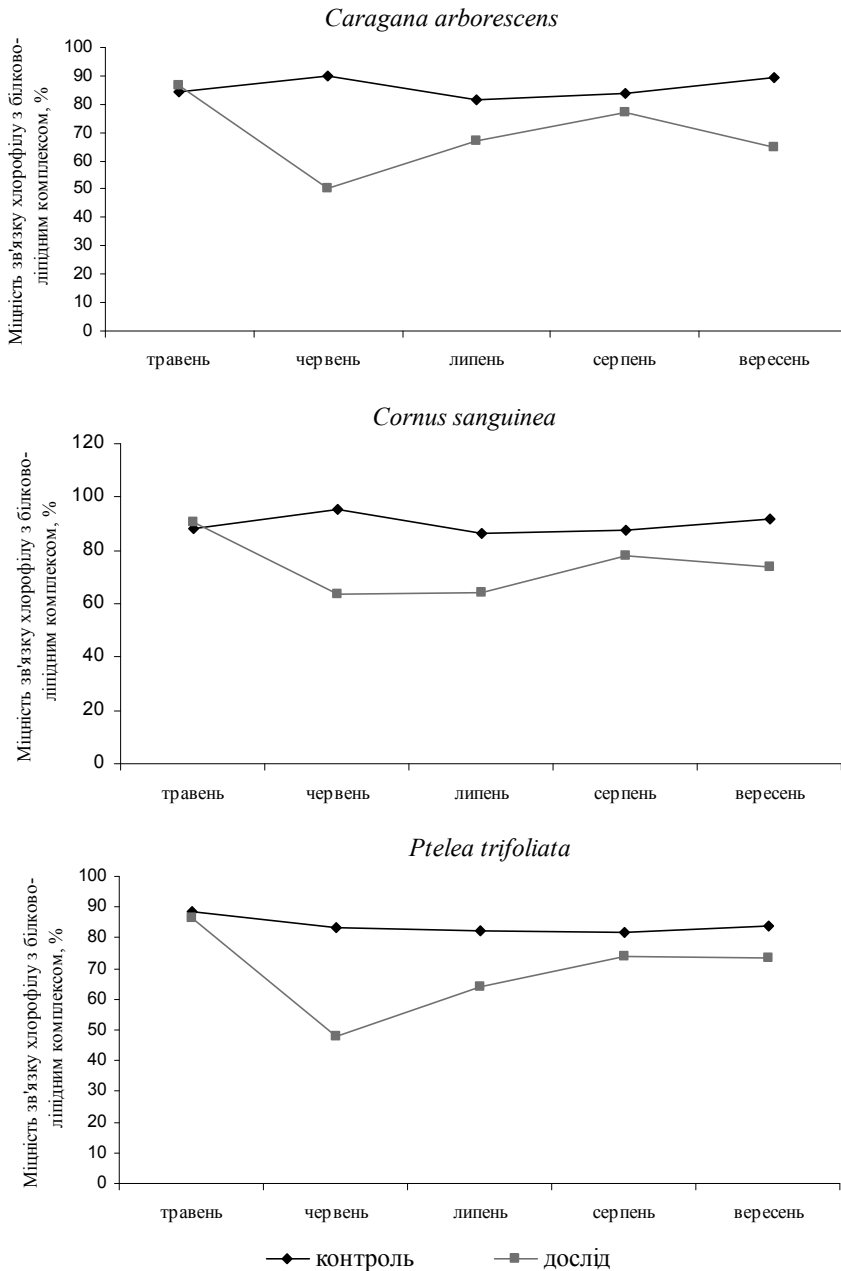 Caragana arborescens
Міцність зв'язку хлорофілу з білково-
ліпідним комплексом, %
100
90
80
70
60
50
40
30
20
10
0
травень червень липень серпень вересень
Cornus sanguinea
Міцність зв'язку хлорофілу з білково-
ліпідним комплексом, %
120
100
80
60
40
20
0
травень червень липень серпень вересень
Ptelea trifoliata
Міцність зв'язку хлорофілу з білково-
ліпідним комплексом, %
100
90
80
70
60
50
40
30
20
10
0
травень червень липень серпень вересень
контроль дослід